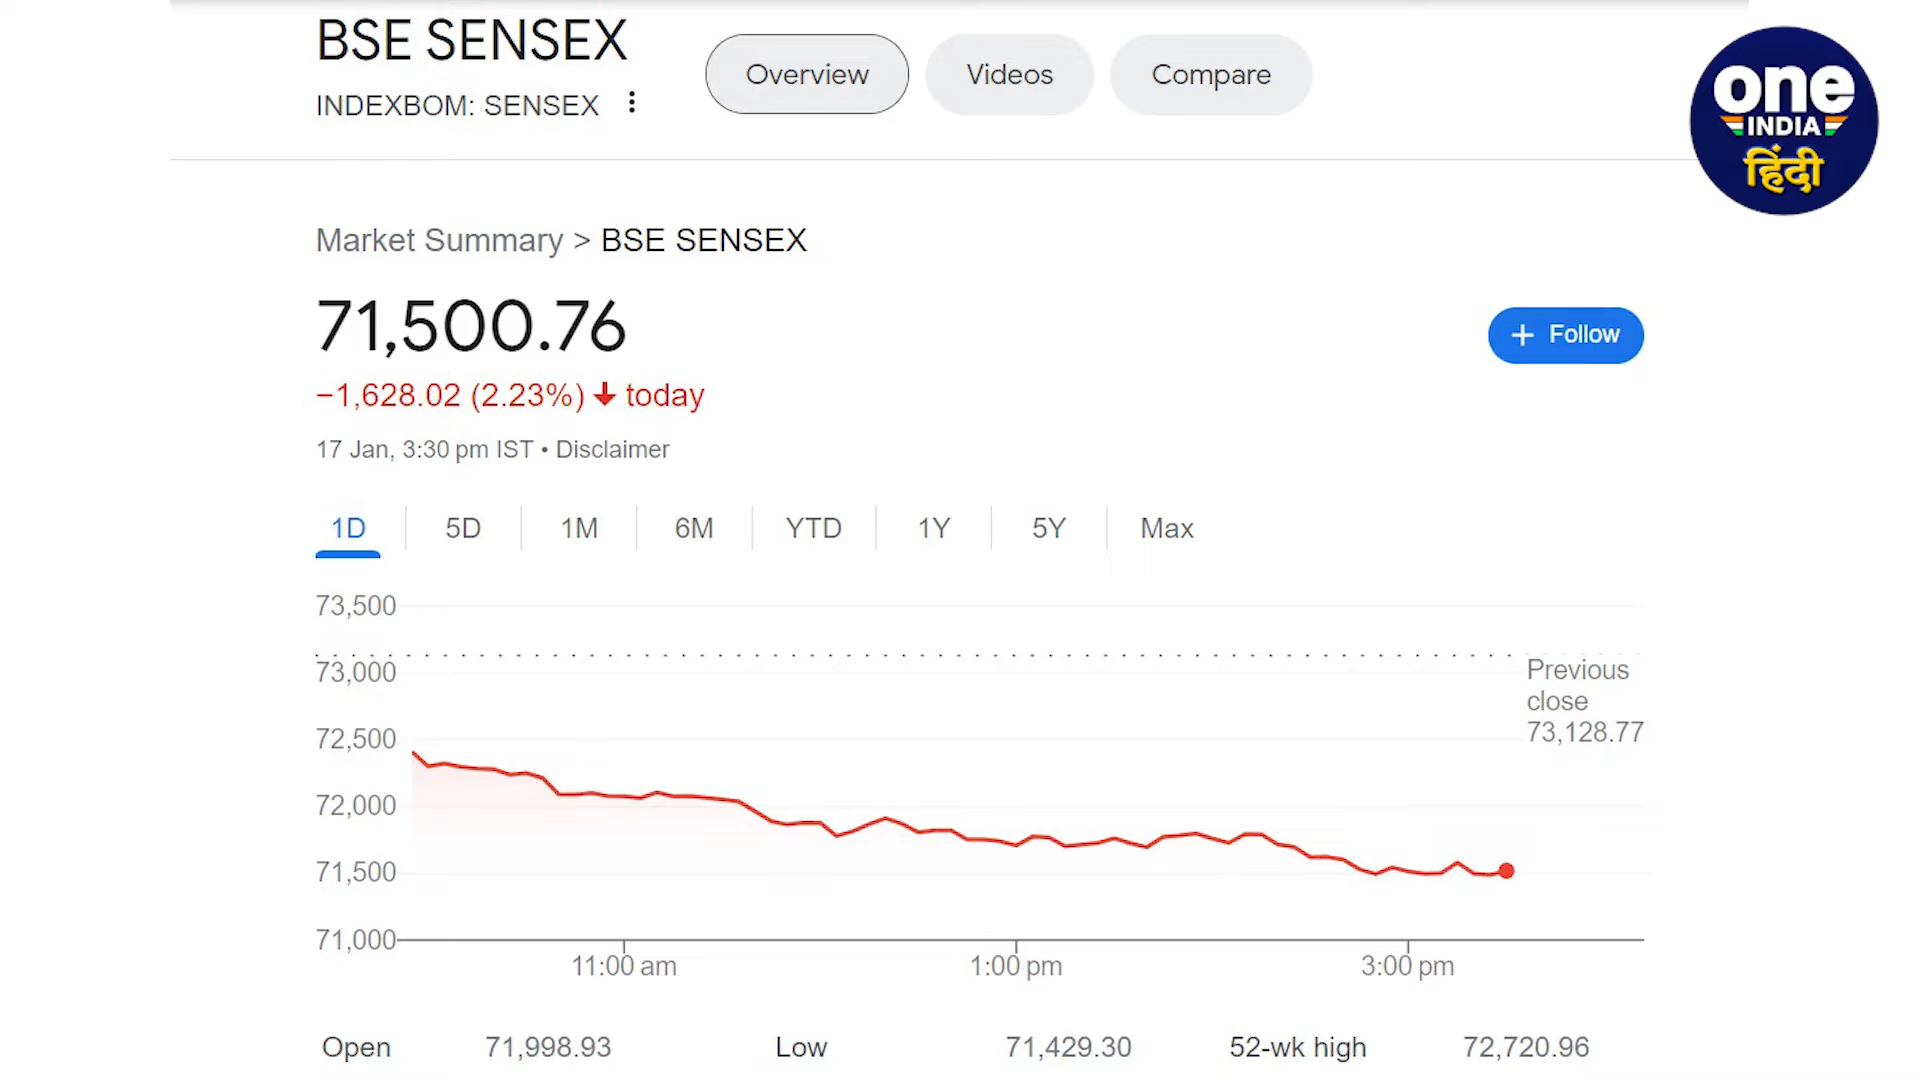 BSE SENSEX
INDEXBOM: SENSEX
Overview
Videos
Compare
one
INDIA
हिंदी
Market Summary > BSE SENSEX
71,500.76
+ Follow
−1,628.02 (2.23%) ↓ today
17 Jan, 3:30 pm IST • Disclaimer
1D 5D 1M 6M YTD 1Y 5Y Max
73,500
73,000
72,500
72,000
71,500
71,000
Previous
close
73,128.77
11:00 am 1:00 pm 3:00 pm
Open 71,998.93 Low 71,429.30 52-wk high 72,720.96